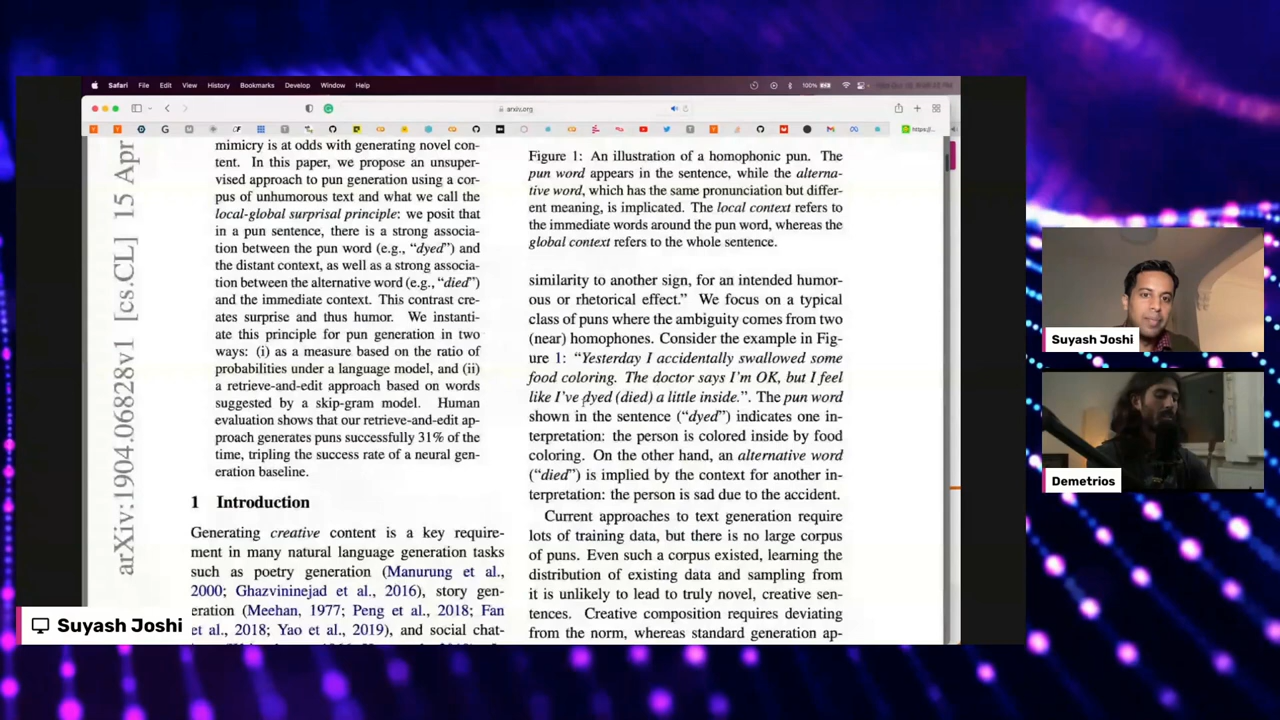 Safari File Edit View History Bookmarks Develop Window Help
100%
arxiv.org
https://...
arXiv:1904.06828v1 [cs.CL] 15 Apr
mimicry is at odds with generating novel con-
tent. In this paper, we propose an unsuper-
vised approach to pun generation using a cor-
pus of unhumorous text and what we call the
local-global surprisal principle: we posit that
in a pun sentence, there is a strong associa-
tion between the pun word (e.g., “dyed”) and
the distant context, as well as a strong associa-
tion between the alternative word (e.g., “died”)
and the immediate context. This contrast cre-
ates surprise and thus humor. We instanti-
ate this principle for pun generation in two
ways: (i) as a measure based on the ratio of
probabilities under a language model, and (ii)
a retrieve-and-edit approach based on words
suggested by a skip-gram model. Human
evaluation shows that our retrieve-and-edit ap-
proach generates puns successfully 31% of the
time, tripling the success rate of a neural gen-
eration baseline.
1 Introduction
Generating creative content is a key require-
ment in many natural language generation tasks
such as poetry generation (Manurung et al.,
2000; Ghazvininejad et al., 2016), story gen-
eration (Meehan, 1977; Peng et al., 2018; Fan
et al., 2018; Yao et al., 2019), and social chat-
Figure 1: An illustration of a homophonic pun. The
pun word appears in the sentence, while the alterna-
tive word, which has the same pronunciation but differ-
ent meaning, is implicated. The local context refers to
the immediate words around the pun word, whereas the
global context refers to the whole sentence.
similarity to another sign, for an intended humor-
ous or rhetorical effect.” We focus on a typical
class of puns where the ambiguity comes from two
(near) homophones. Consider the example in Fig-
ure 1: “Yesterday I accidentally swallowed some
food coloring. The doctor says I’m OK, but I feel
like I’ve dyed (died) a little inside.”. The pun word
shown in the sentence (“dyed”) indicates one in-
terpretation: the person is colored inside by food
coloring. On the other hand, an alternative word
(“died”) is implied by the context for another in-
terpretation: the person is sad due to the accident.
Current approaches to text generation require
lots of training data, but there is no large corpus
of puns. Even such a corpus existed, learning the
distribution of existing data and sampling from
it is unlikely to lead to truly novel, creative sen-
tences. Creative composition requires deviating
from the norm, whereas standard generation ap-
Suyash Joshi
Demetrios
Suyash Joshi